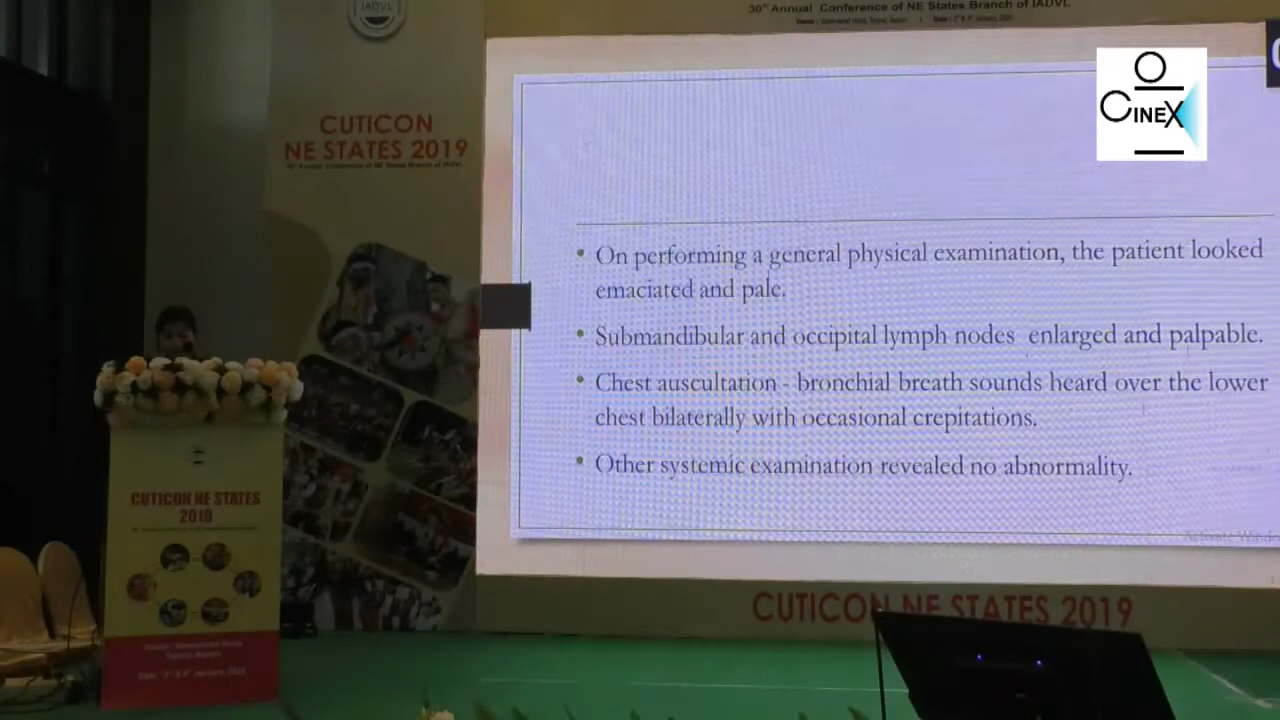 IADVL
30th Annual Conference of NE States Branch of IADVL
CUTICON
NE STATES 2019
CINEX
• On performing a general physical examination, the patient looked
emaciated and pale.
• Submandibular and occipital lymph nodes enlarged and palpable.
• Chest auscultation - bronchial breath sounds heard over the lower
chest bilaterally with occasional crepitations.
• Other systemic examination revealed no abnormality.
Activate Windo
CUTICON NE STATES
2019
CUTICON NE STATES 2019